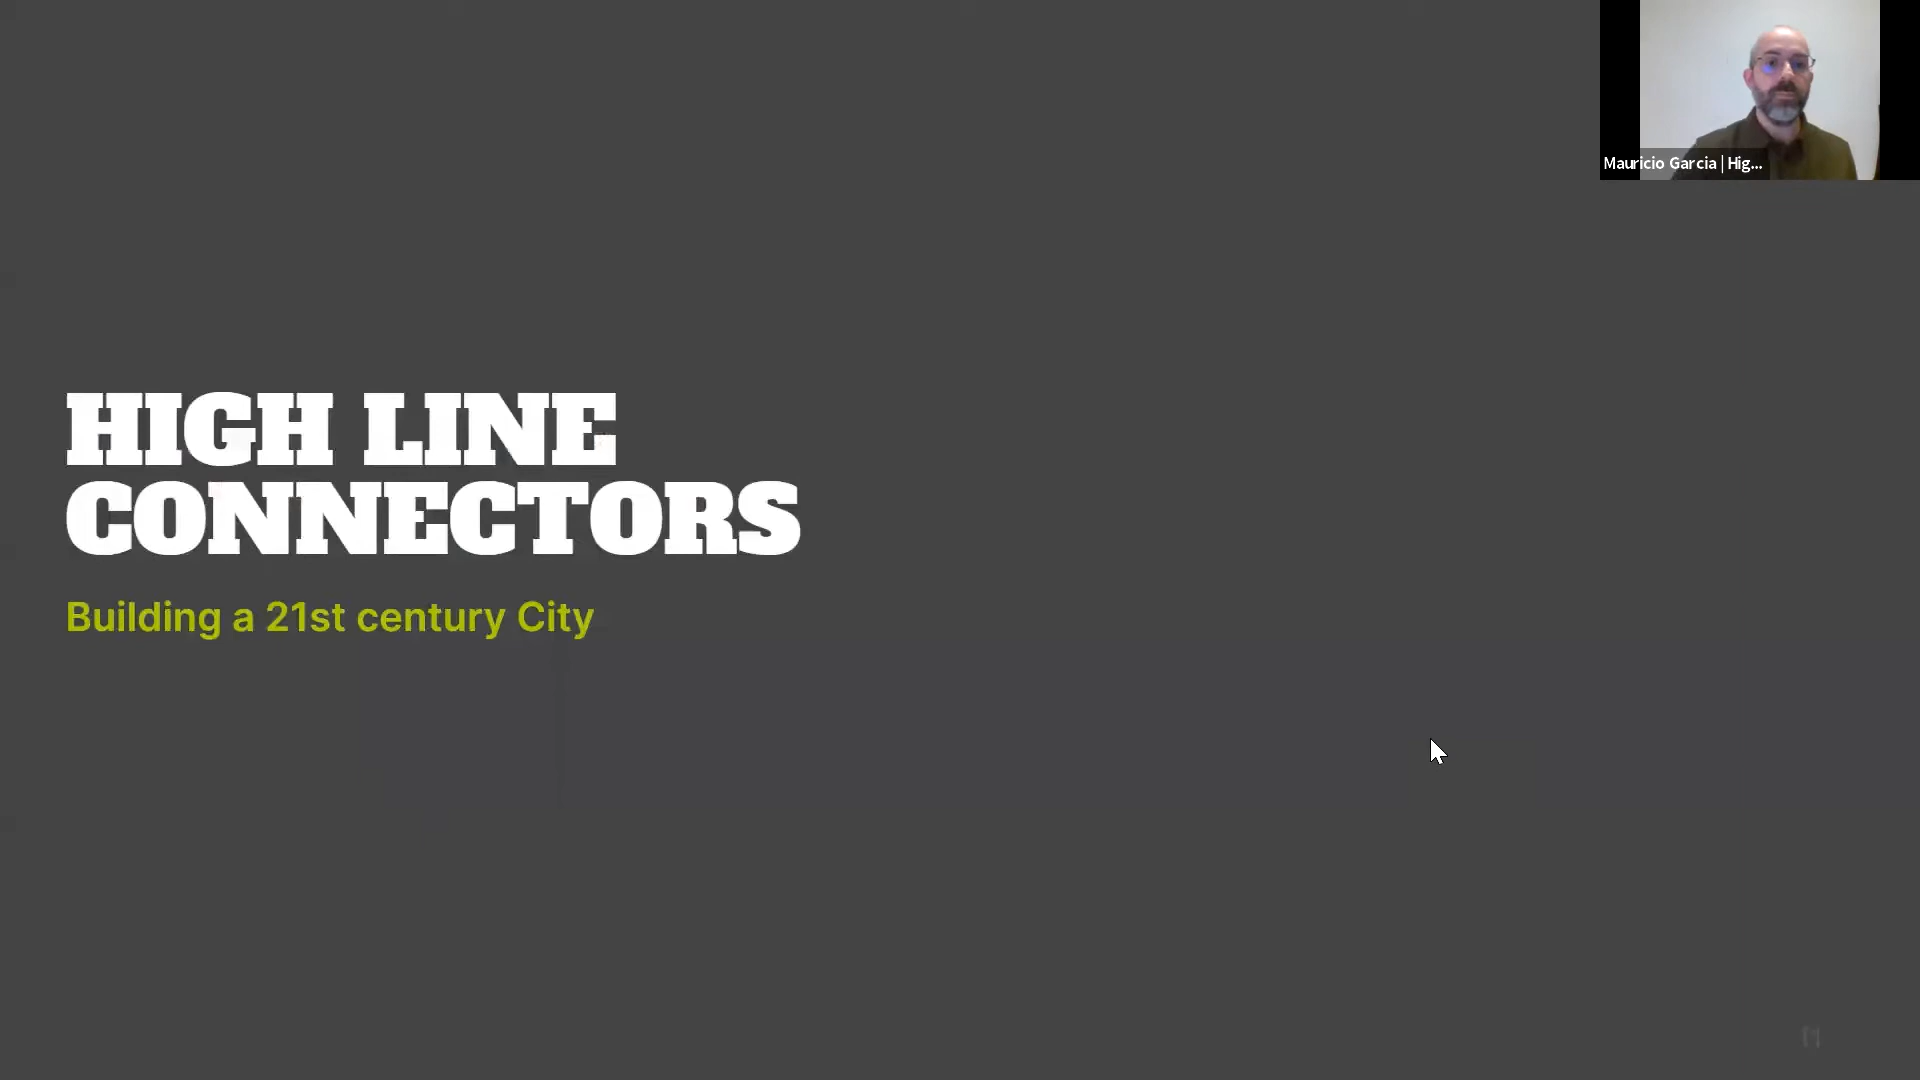 Mauricio Garcia | Hig...
HIGH LINE
CONNECTORS
Building a 21st century City